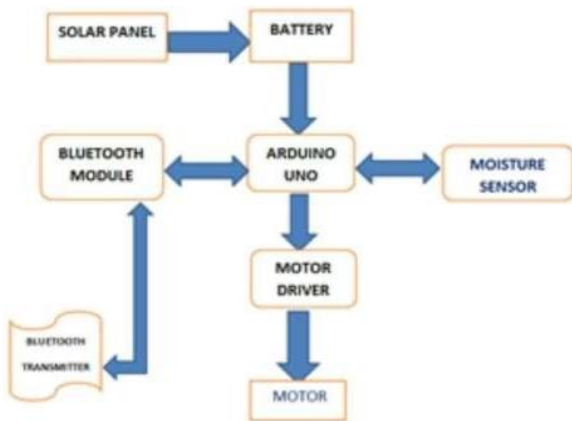 SOLAR PANEL
BATTERY
BLUETOOTH
MODULE
ARDUINO
UNO
MOISTURE
SENSOR
MOTOR
DRIVER
BLUETOOTH
TRANSMITTER
MOTOR